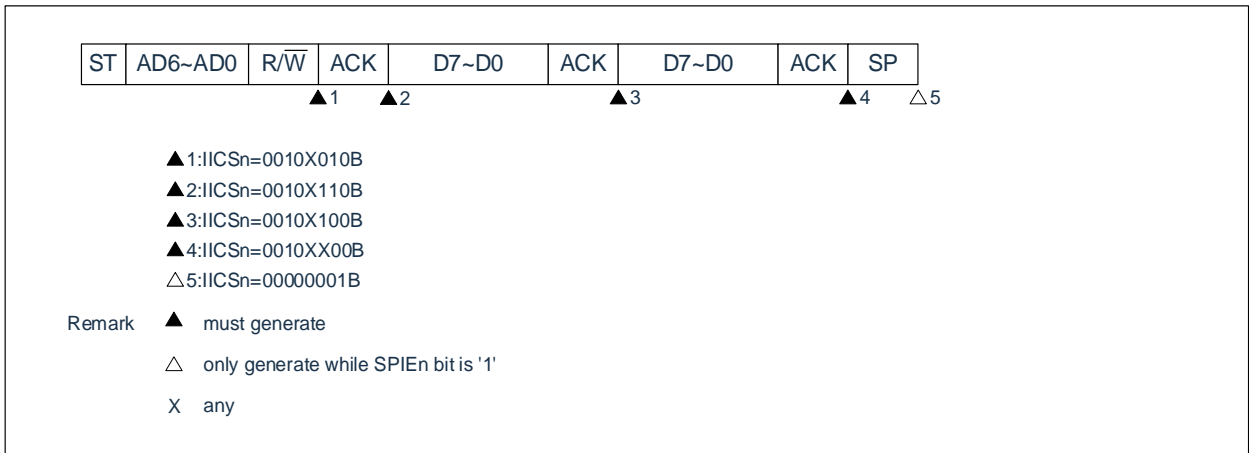 ST AD6~AD0 R/W̅ ACK D7~D0 ACK D7~D0 ACK SP
▲1 ▲2 ▲3 ▲4 △5
▲1:IICSn=0010X010B
▲2:IICSn=0010X110B
▲3:IICSn=0010X100B
▲4:IICSn=0010XX00B
△5:IICSn=00000001B
Remark ▲ must generate
△ only generate while SPIEn bit is '1'
X any